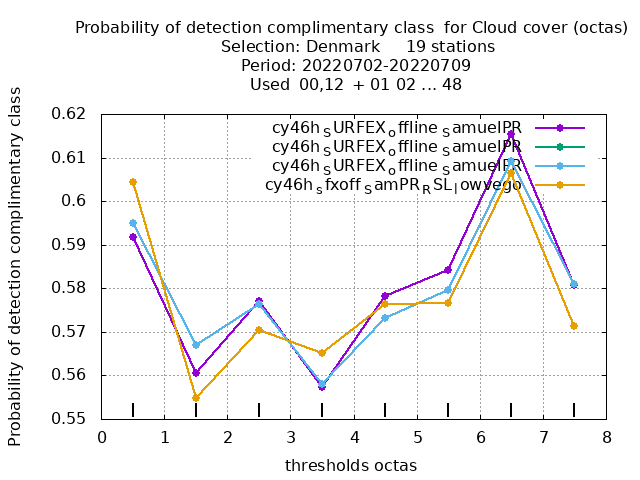 Probability of detection complimentary class for Cloud cover (octas)
Selection: Denmark 19 stations
Period: 20220702-20220709
Used 00,12 + 01 02 ... 48
Probability of detection complimentary class
0.62
0.61
0.6
0.59
0.58
0.57
0.56
0.55
cy46h_SURFEX_offline_SamuelPR
cy46h_SURFEX_offline_SamuelPR
cy46h_SURFEX_offline_SamuelPR
cy46h_sfxoff_SamPR_RSL_lowvego
0 1 2 3 4 5 6 7 8
thresholds octas